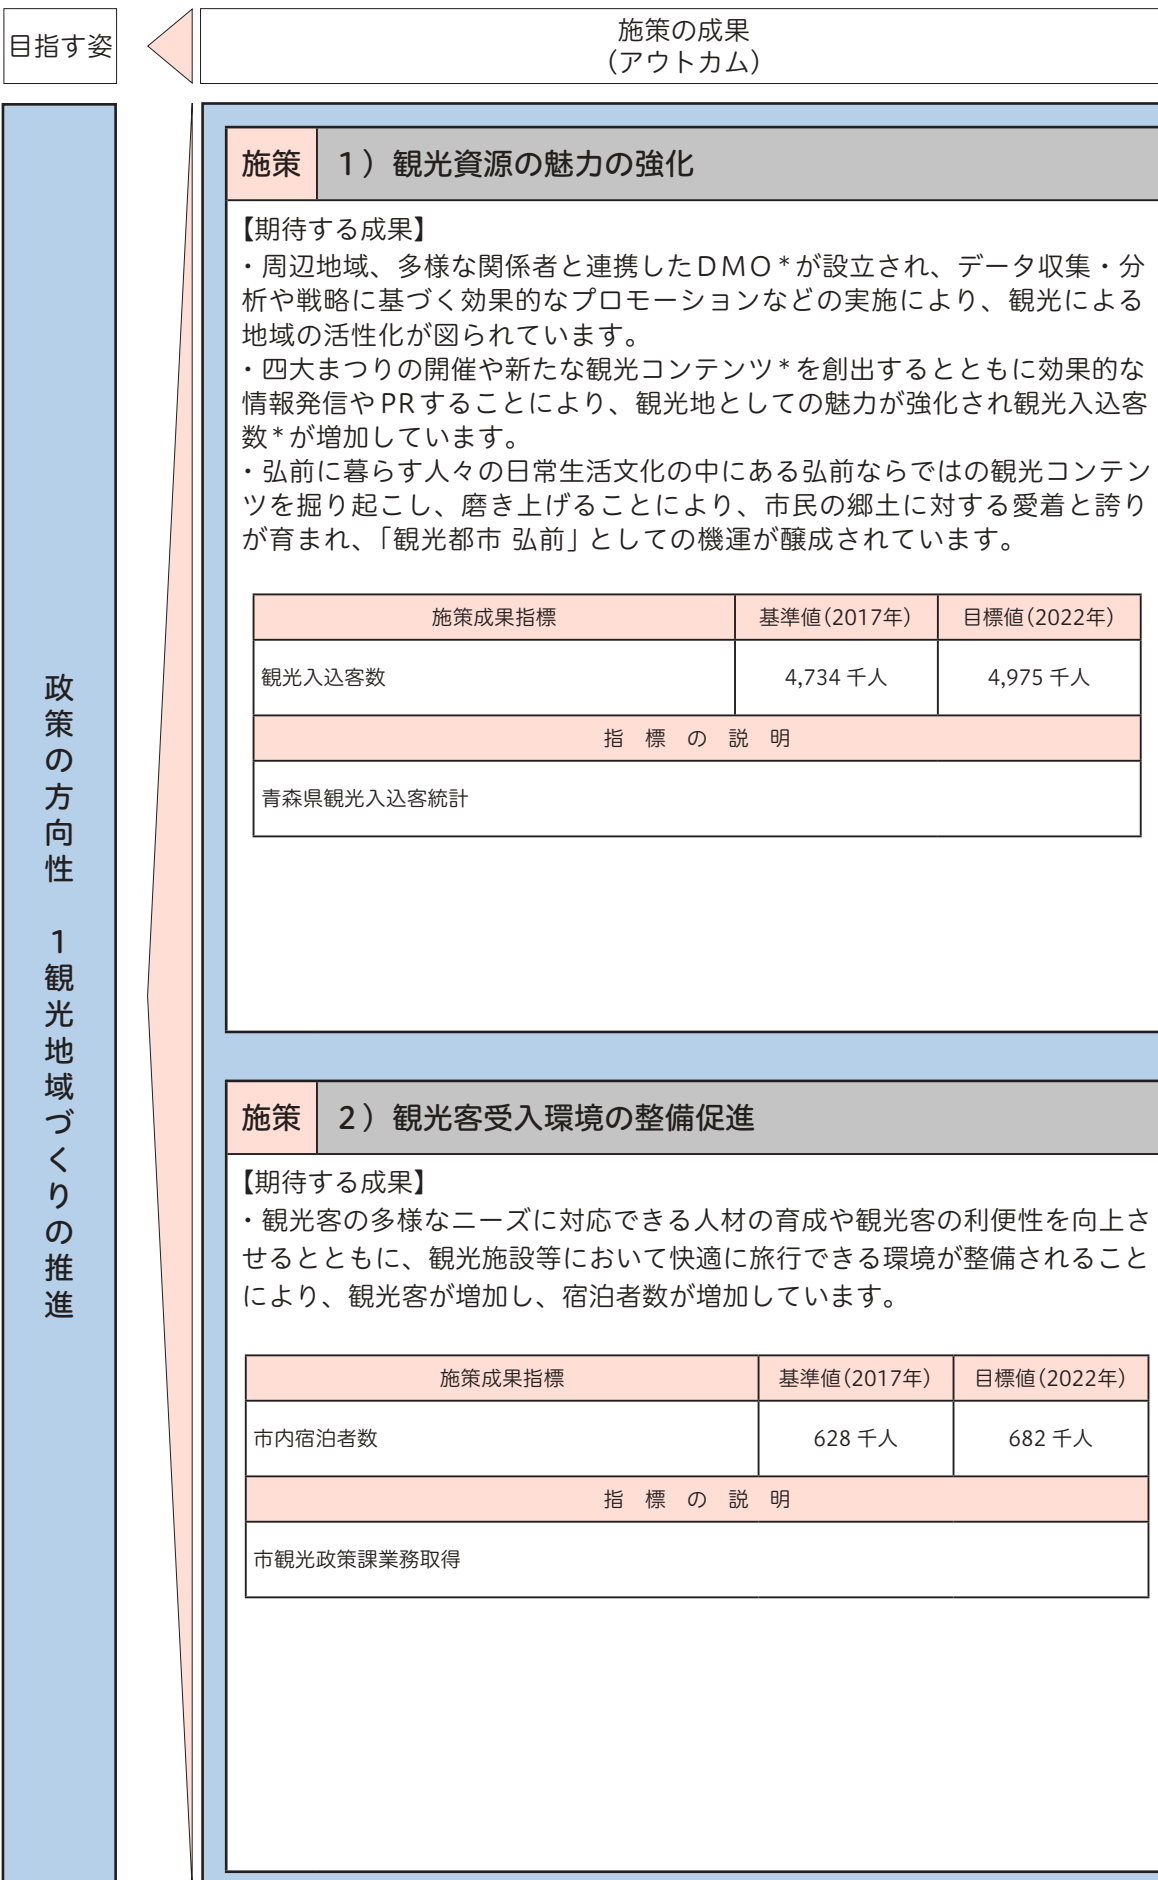 目指す姿
施策の成果
（アウトカム）
政策の方向性　１観光地域づくりの推進
施策　１）観光資源の魅力の強化
【期待する成果】
・周辺地域、多様な関係者と連携したＤＭＯ＊が設立され、データ収集・分
析や戦略に基づく効果的なプロモーションなどの実施により、観光による
地域の活性化が図られています。
・四大まつりの開催や新たな観光コンテンツ＊を創出するとともに効果的な
情報発信やPRすることにより、観光地としての魅力が強化され観光入込客
数＊が増加しています。
・弘前に暮らす人々の日常生活文化の中にある弘前ならではの観光コンテン
ツを掘り起こし、磨き上げることにより、市民の郷土に対する愛着と誇り
が育まれ、「観光都市 弘前」としての機運が醸成されています。
施策成果指標　基準値（2017年）　目標値（2022年）
観光入込客数　4,734 千人　4,975 千人
指　標　の　説　明
青森県観光入込客統計
施策　２）観光客受入環境の整備促進
【期待する成果】
・観光客の多様なニーズに対応できる人材の育成や観光客の利便性を向上さ
せるとともに、観光施設等において快適に旅行できる環境が整備されること
により、観光客が増加し、宿泊者数が増加しています。
施策成果指標　基準値（2017年）　目標値（2022年）
市内宿泊者数　628 千人　682 千人
指　標　の　説　明
市観光政策課業務取得